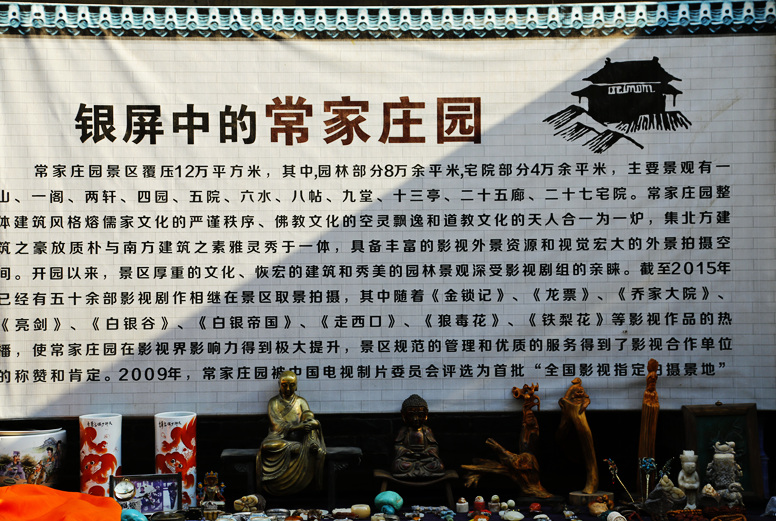 银屏中的常家庄园
常家庄园景区覆压12万平方米，其中,园林部分8万余平米,宅院部分4万余平米，主要景观有一
山、一阁、两轩、四园、五院、六水、八帖、九堂、十三亭、二十五廊、二十七宅院。常家庄园整
体建筑风格熔儒家文化的严谨秩序、佛教文化的空灵飘逸和道教文化的天人合一为一炉，集北方建
筑之豪放质朴与南方建筑之素雅灵秀于一体，具备丰富的影视外景资源和视觉宏大的外景拍摄空
间。开园以来，景区厚重的文化、恢宏的建筑和秀美的园林景观深受影视剧组的亲睐。截至2015年
已经有五十余部影视剧作相继在景区取景拍摄，其中随着《金锁记》、《龙票》、《乔家大院》、
《亮剑》、《白银谷》、《白银帝国》、《走西口》、《狼毒花》、《铁梨花》等影视作品的热
播，使常家庄园在影视界影响力得到极大提升，景区规范的管理和优质的服务得到了影视合作单位
的称赞和肯定。2009年，常家庄园被中国电视制片委员会评选为首批“全国影视指定拍摄景地”